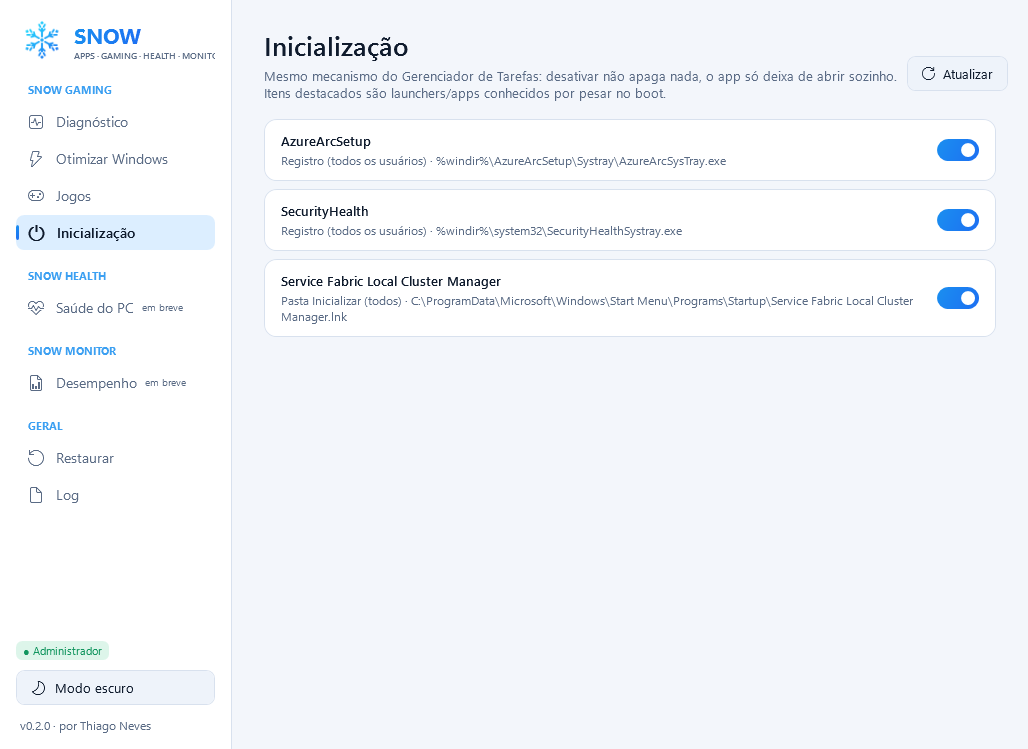 SNOW
APPS · GAMING · HEALTH · MONITO
SNOW GAMING
Diagnóstico
Otimizar Windows
Jogos
Inicialização
SNOW HEALTH
Saúde do PC em breve
SNOW MONITOR
Desempenho em breve
GERAL
Restaurar
Log
Administrador
Modo escuro
v0.2.0 · por Thiago Neves
Inicialização
Mesmo mecanismo do Gerenciador de Tarefas: desativar não apaga nada, o app só deixa de abrir sozinho.
Itens destacados são launchers/apps conhecidos por pesar no boot.
Atualizar
AzureArcSetup
Registro (todos os usuários) · %windir%\AzureArcSetup\Systray\AzureArcSysTray.exe
SecurityHealth
Registro (todos os usuários) · %windir%\system32\SecurityHealthSystray.exe
Service Fabric Local Cluster Manager
Pasta Inicializar (todos) · C:\ProgramData\Microsoft\Windows\Start Menu\Programs\Startup\Service Fabric Local Cluster
Manager.lnk